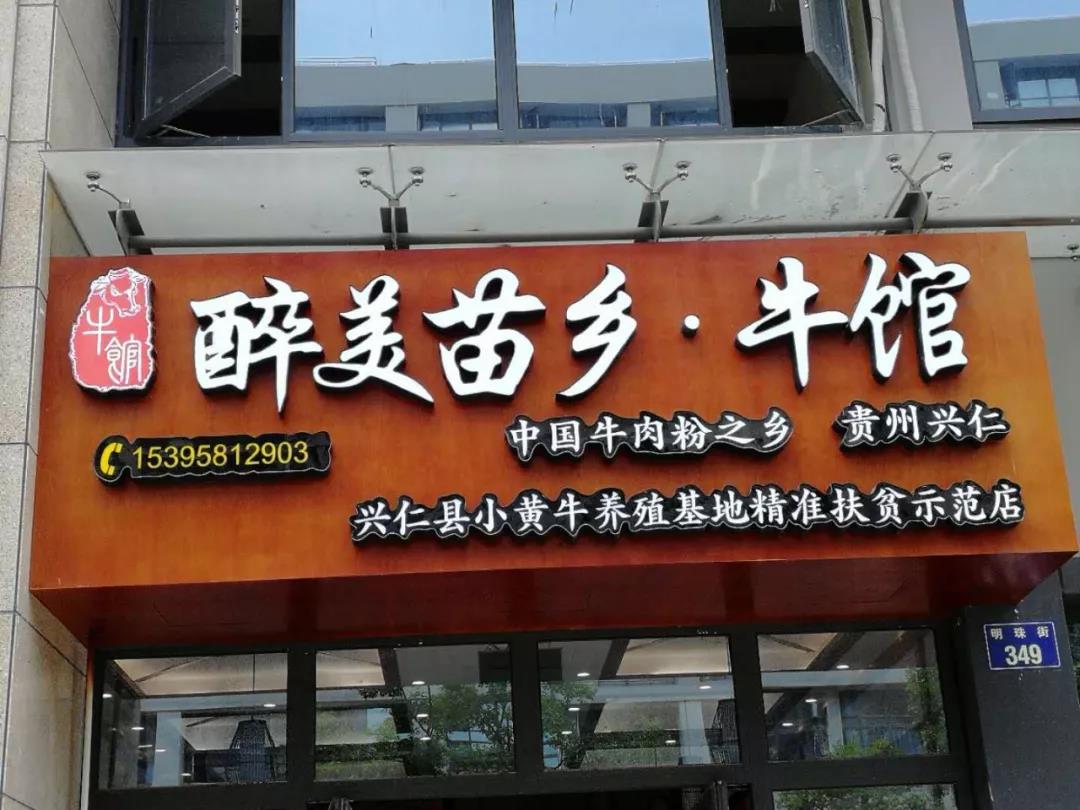 牛館
醉美苗乡·牛馆
15395812903
中国牛肉粉之乡 贵州兴仁
兴仁县小黄牛养殖基地精准扶贫示范店
明珠街
349